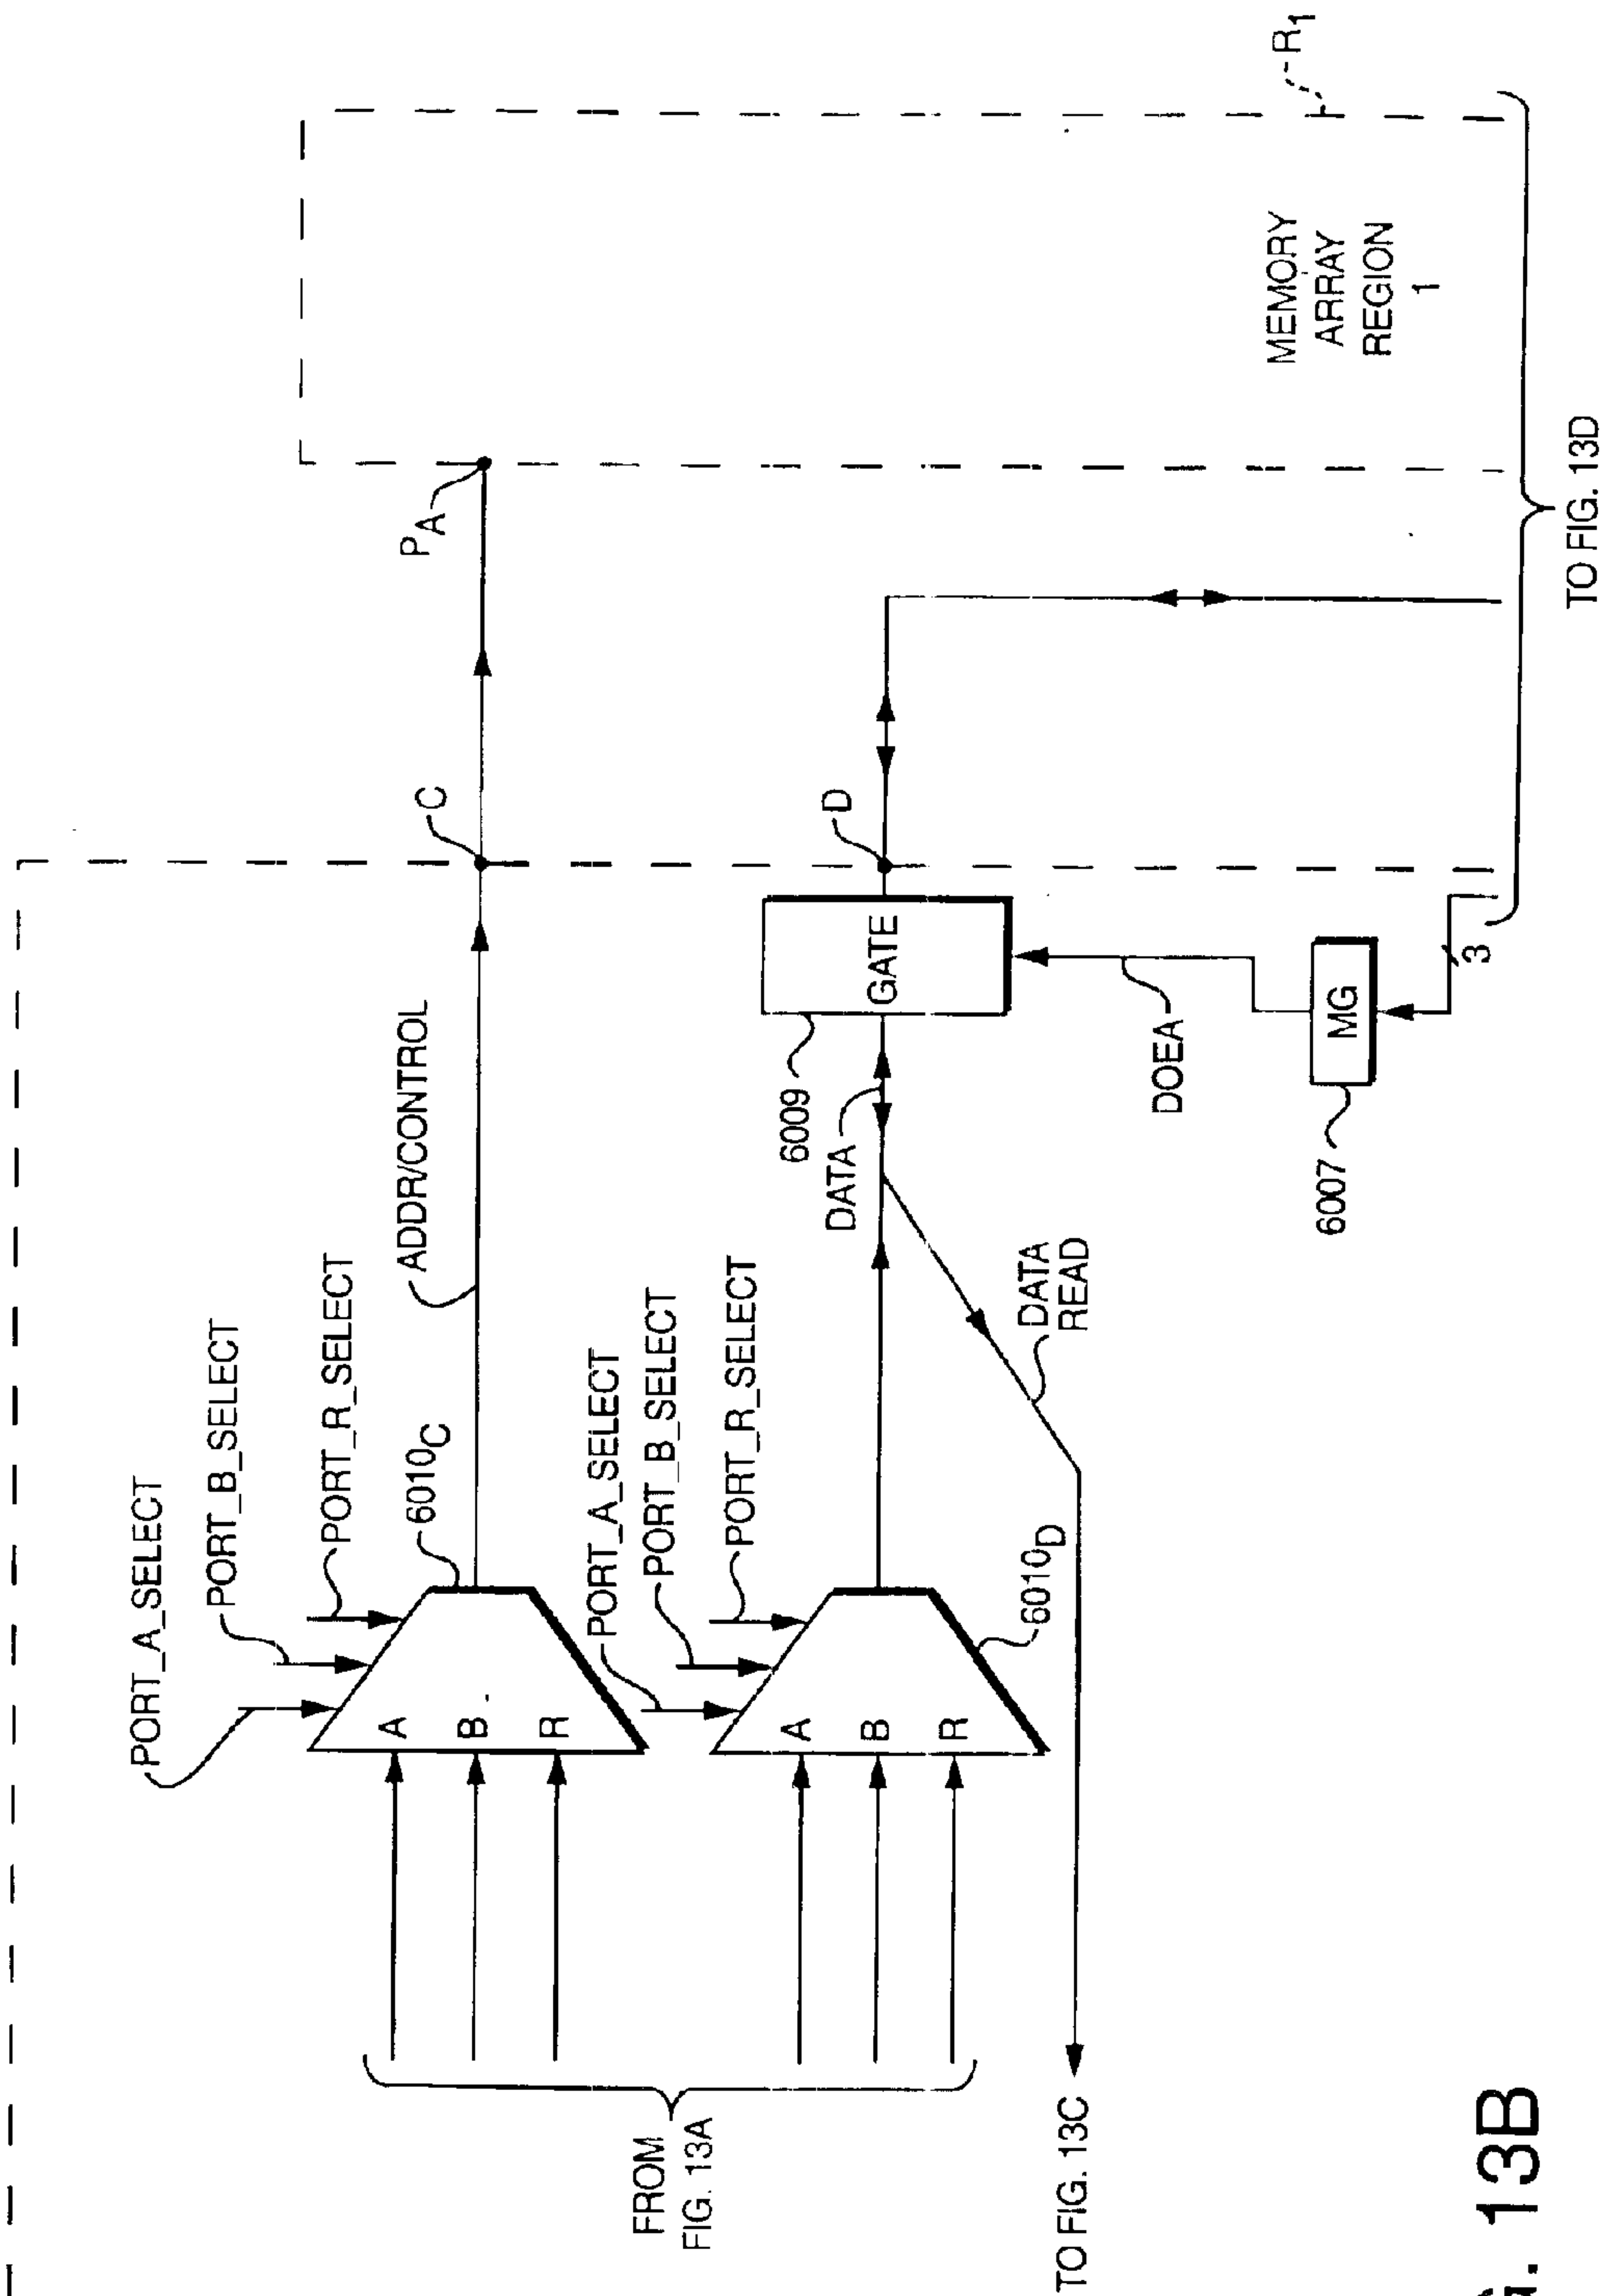 PORT_A_SELECT
PORT_B_SELECT
PORT_R_SELECT
6010C
ADDR/CONTROL
C
PA
A
B
R
PORT_A_SELECT
PORT_B_SELECT
PORT_R_SELECT
A
B
R
6010D
FROM
FIG. 13A
DATA
6009
GATE
D
DATA
READ
DOEA
MG
6007
3
MEMORY
ARRAY
REGION
1
R1
TO FIG. 13C
TO FIG. 13D
G. 13B